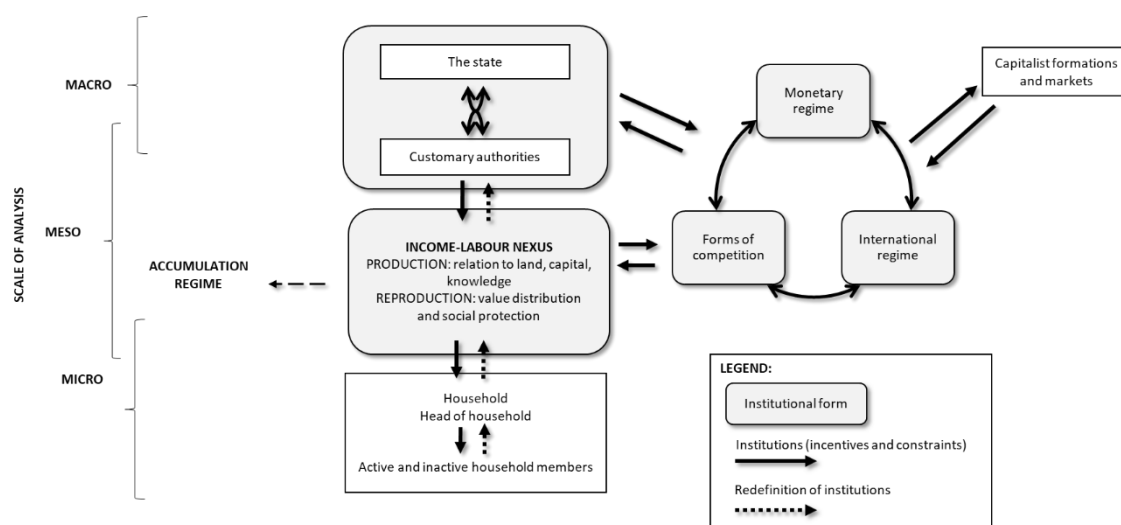 SCALE OF ANALYSIS
MACRO
MESO
MICRO
ACCUMULATION
REGIME
The state
Customary authorities
INCOME-LABOUR NEXUS
PRODUCTION: relation to land, capital,
knowledge
REPRODUCTION: value distribution
and social protection
Household
Head of household
Active and inactive household members
Monetary
regime
Forms of
competition
International
regime
Capitalist formations
and markets
LEGEND:
Institutional form
Institutions (incentives and constraints)
Redefinition of institutions